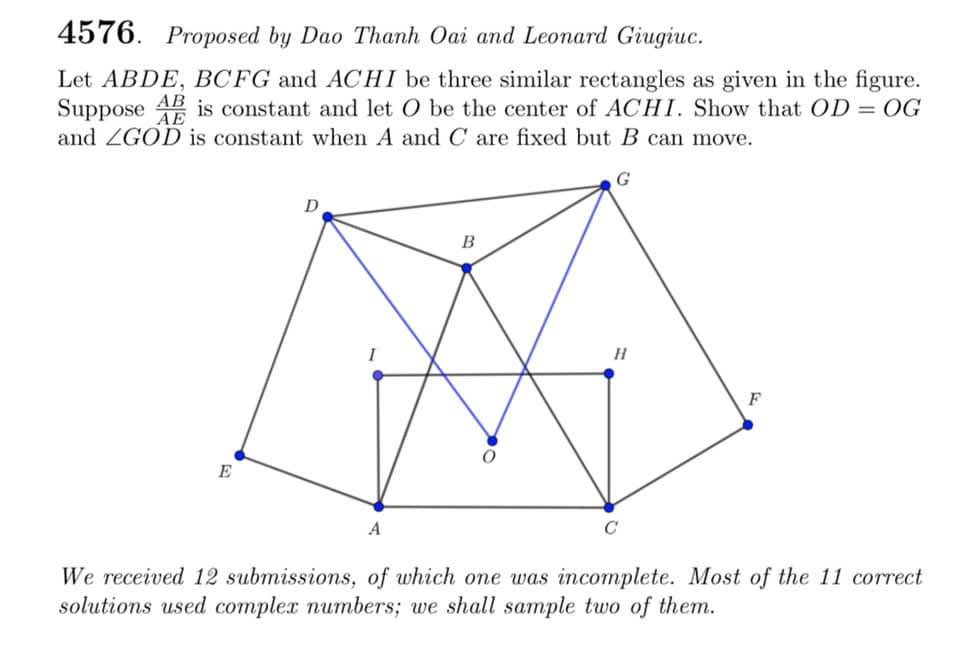 4576. Proposed by Dao Thanh Oai and Leonard Giugiuc.
Let ABDE, BCFG and ACHI be three similar rectangles as given in the figure.
Suppose AB/AE is constant and let O be the center of ACHI. Show that OD = OG
and ∠GOD is constant when A and C are fixed but B can move.
G
D
B
I
H
F
O
E
A
C
We received 12 submissions, of which one was incomplete. Most of the 11 correct
solutions used complex numbers; we shall sample two of them.